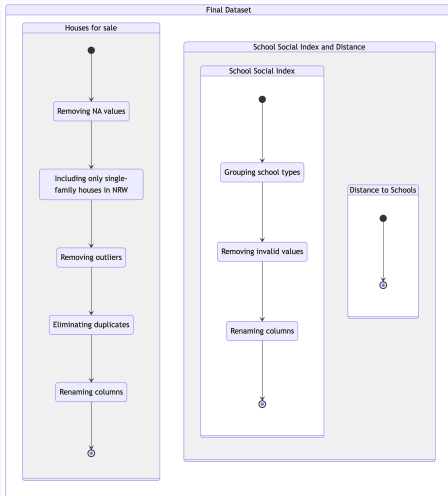 Final Dataset
Houses for sale
Removing NA values
Including only single-
family houses in NRW
Removing outliers
Eliminating duplicates
Renaming columns
School Social Index and Distance
School Social Index
Grouping school types
Removing invalid values
Renaming columns
Distance to Schools